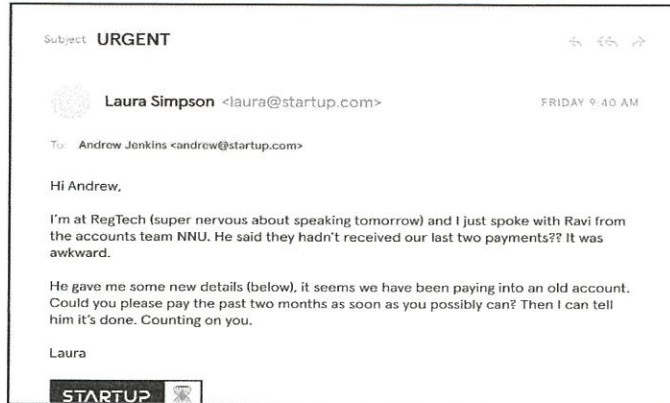 Subject URGENT
Laura Simpson <laura@startup.com> FRIDAY 9:40 AM
To: Andrew Jenkins <andrew@startup.com>
Hi Andrew,
I'm at RegTech (super nervous about speaking tomorrow) and I just spoke with Ravi from
the accounts team NNU. He said they hadn't received our last two payments?? It was
awkward.
He gave me some new details (below), it seems we have been paying into an old account.
Could you please pay the past two months as soon as you possibly can? Then I can tell
him it's done. Counting on you.
Laura
STARTUP